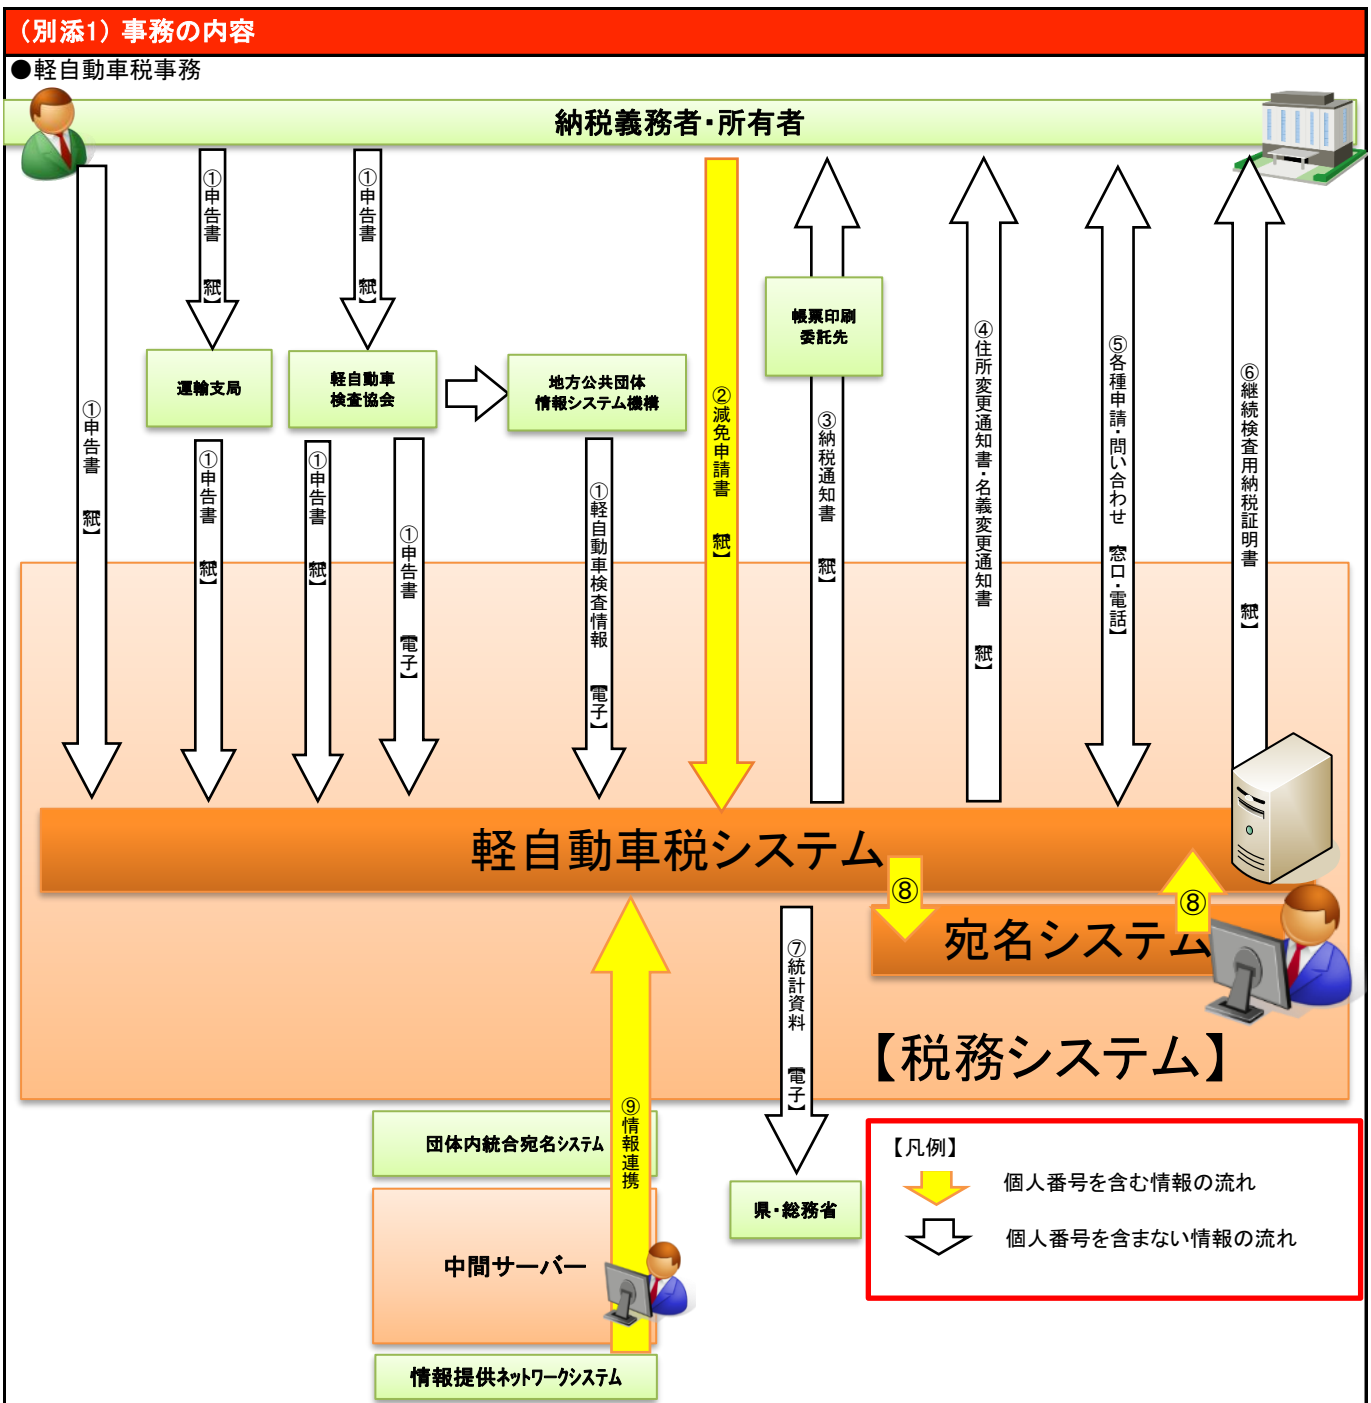 （別添1） 事務の内容
●軽自動車税事務
納税義務者・所有者
①申告書　【紙】
①申告書　【紙】
①申告書　【紙】
運輸支局
軽自動車
検査協会
地方公共団体
情報システム機構
帳票印刷
委託先
①申告書　【紙】
①申告書　【紙】
①申告書　【電子】
①軽自動車検査情報　【電子】
②減免申請書　【紙】
③納税通知書　【紙】
④住所変更通知書・名義変更通知書　【紙】
⑤各種申請・問い合わせ　【窓口・電話】
⑥継続検査用納税証明書　【紙】
軽自動車税システム
⑧
⑧
宛名システム
⑦統計資料　【電子】
【税務システム】
⑨情報連携
団体内統合宛名システム
中間サーバー
情報提供ネットワークシステム
県・総務省
【凡例】
個人番号を含む情報の流れ
個人番号を含まない情報の流れ